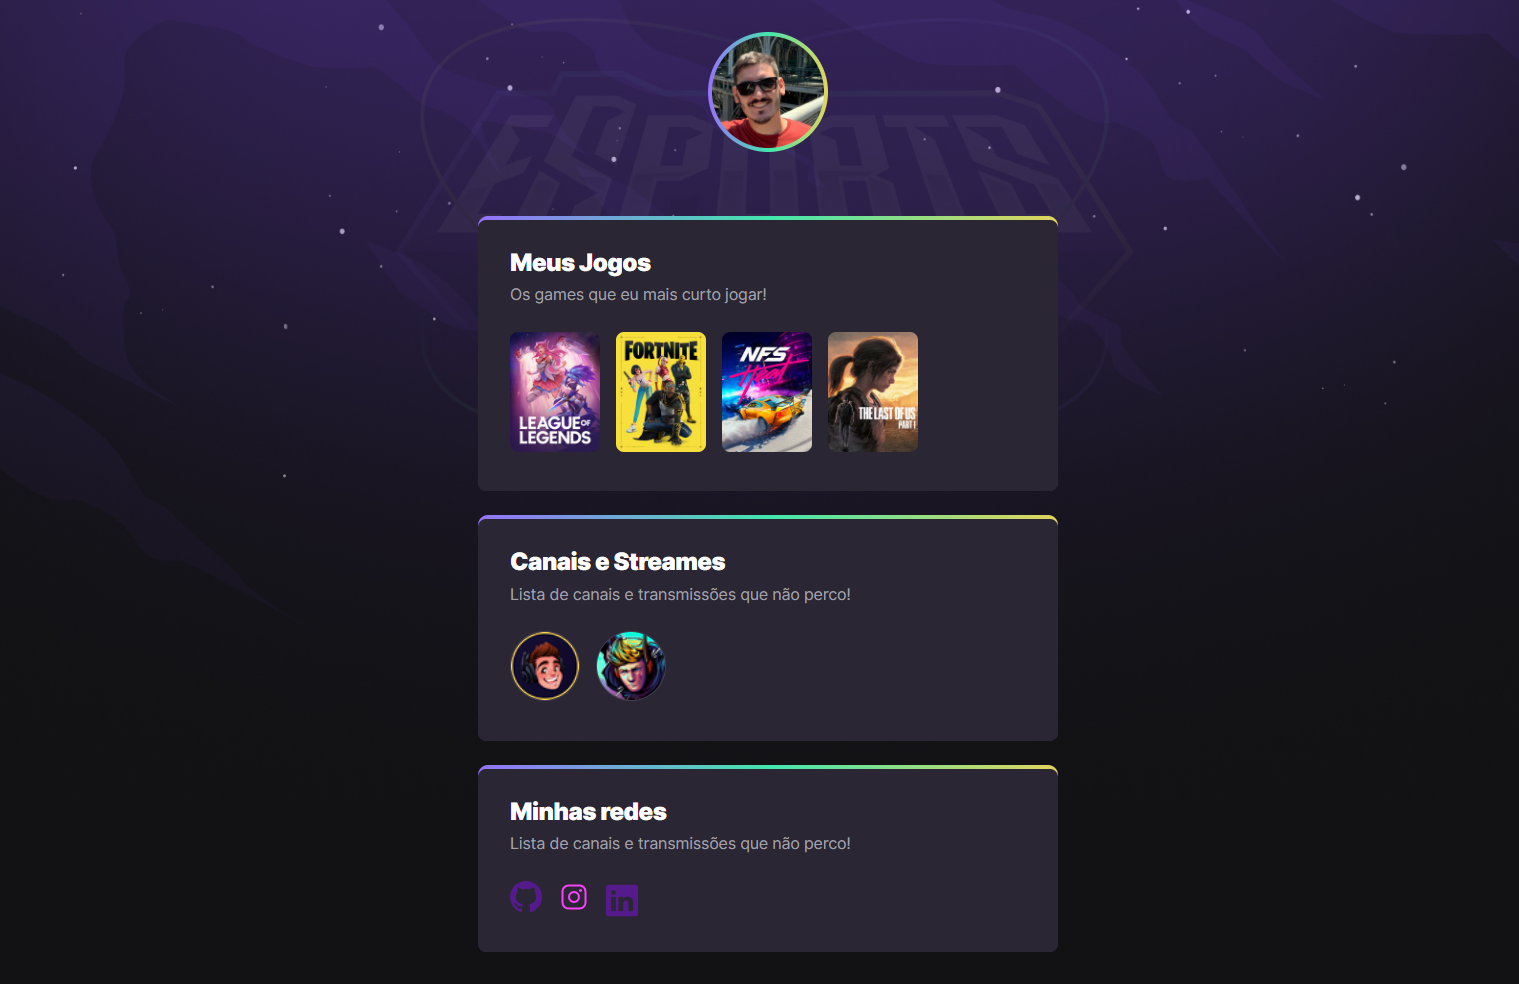 ESPORTS
Meus Jogos
Os games que eu mais curto jogar!
LEAGUE OF
LEGENDS
FORTNITE
NFS
Heat
THE LAST OF US
PART I
Canais e Streames
Lista de canais e transmissões que não perco!
Minhas redes
Lista de canais e transmissões que não perco!
in